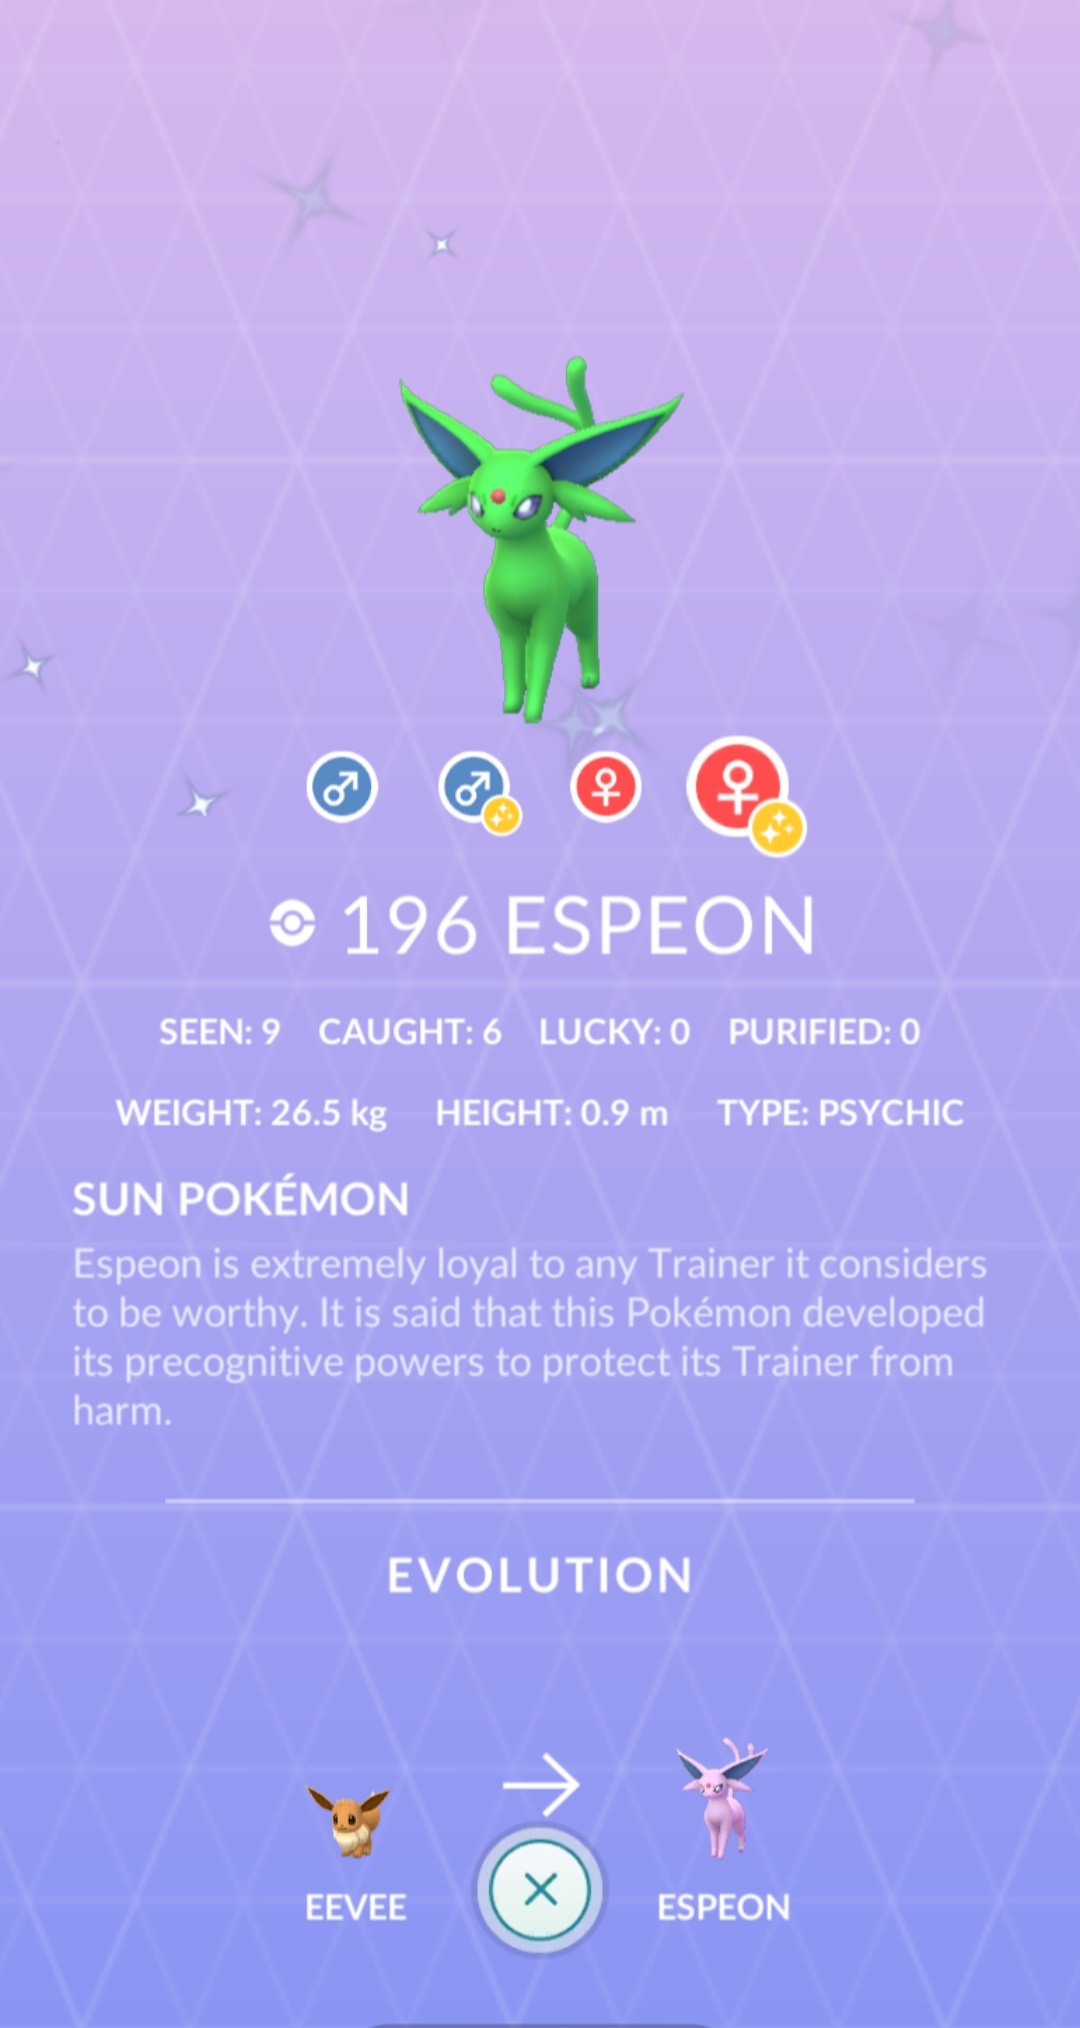 196 ESPEON
SEEN: 9 CAUGHT: 6 LUCKY: 0 PURIFIED: 0
WEIGHT: 26.5 kg HEIGHT: 0.9 m TYPE: PSYCHIC
SUN POKÉMON
Espeon is extremely loyal to any Trainer it considers
to be worthy. It is said that this Pokémon developed
its precognitive powers to protect its Trainer from
harm.
EVOLUTION
EEVEE ESPEON